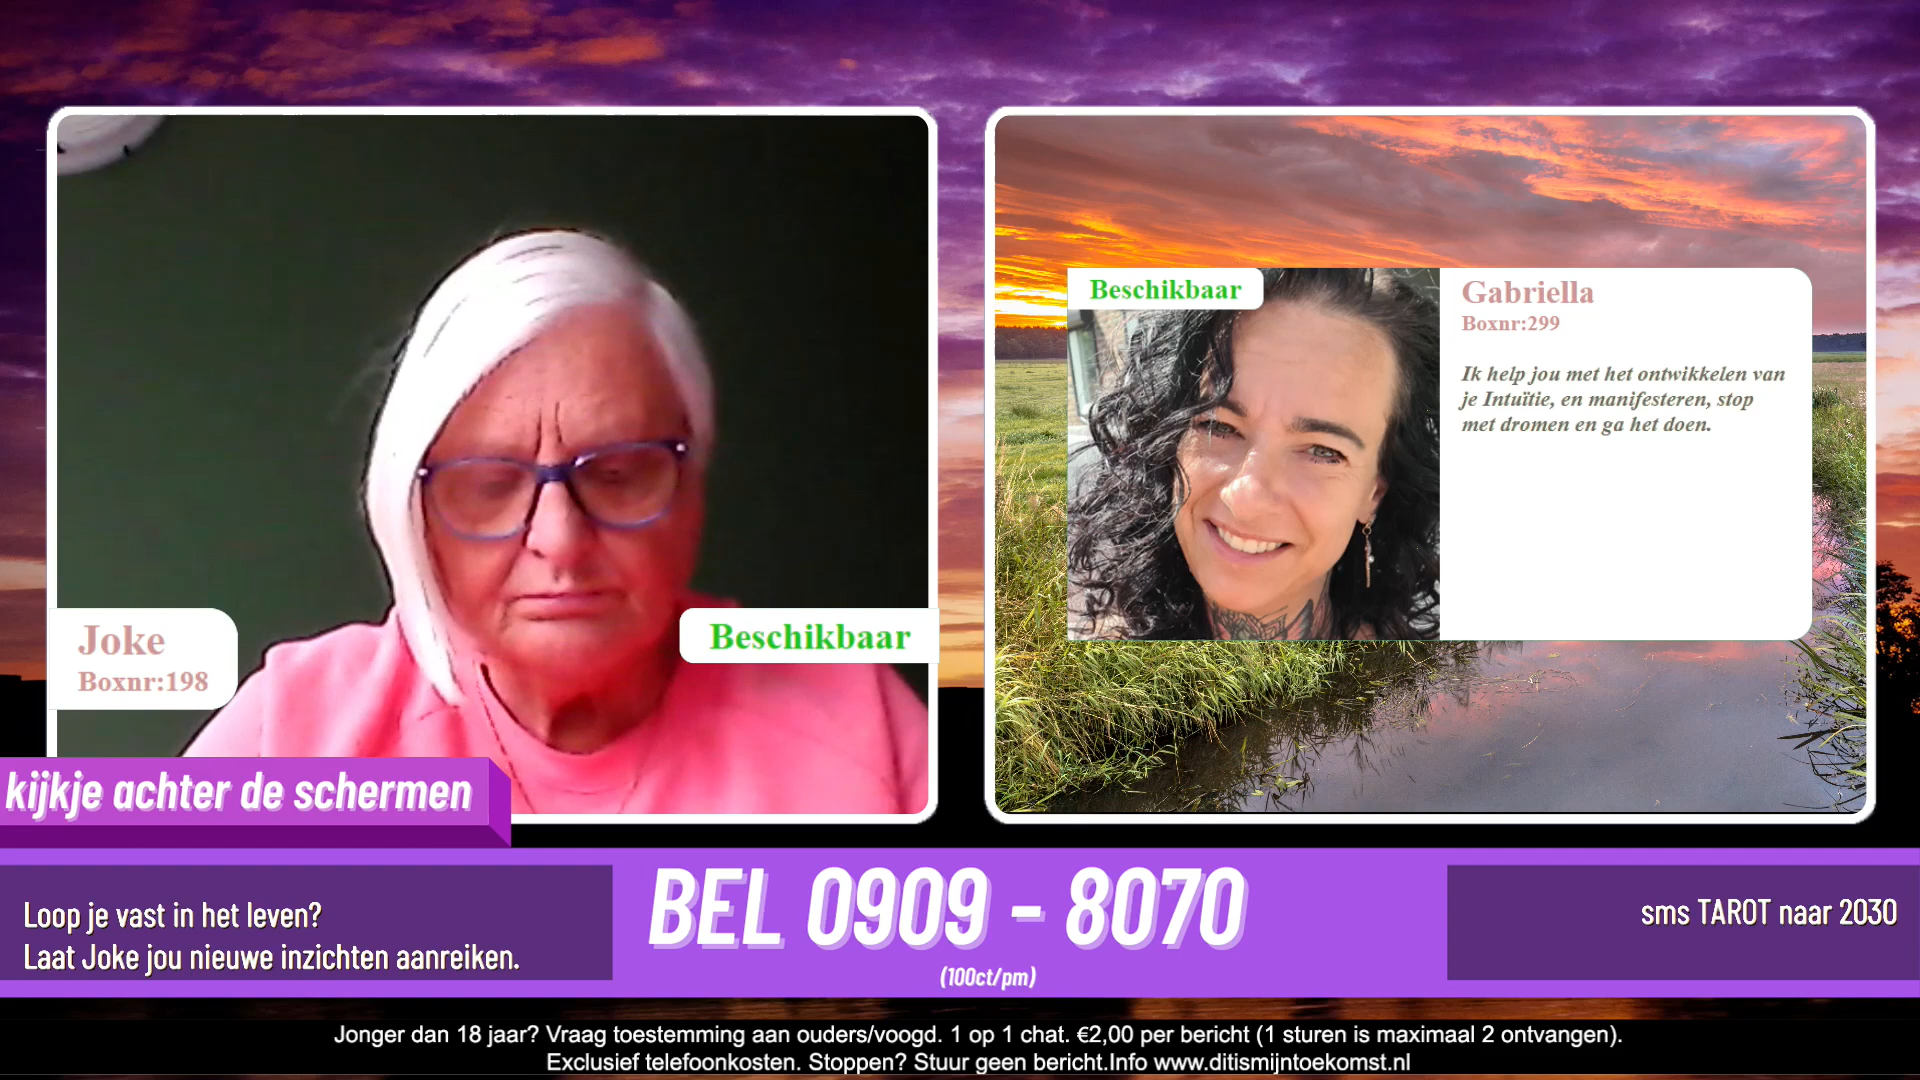 Beschikbaar
Gabriella
Boxnr:299
Ik help jou met het ontwikkelen van
je Intuïtie, en manifesteren, stop
met dromen en ga het doen.
Joke
Boxnr:198
Beschikbaar
kijkje achter de schermen
Loop je vast in het leven?
Laat Joke jou nieuwe inzichten aanreiken.
BEL 0909 - 8070
(100ct/pm)
sms TAROT naar 2030
Jonger dan 18 jaar? Vraag toestemming aan ouders/voogd. 1 op 1 chat. €2,00 per bericht (1 sturen is maximaal 2 ontvangen).
Exclusief telefoonkosten. Stoppen? Stuur geen bericht.Info www.ditismijntoekomst.nl